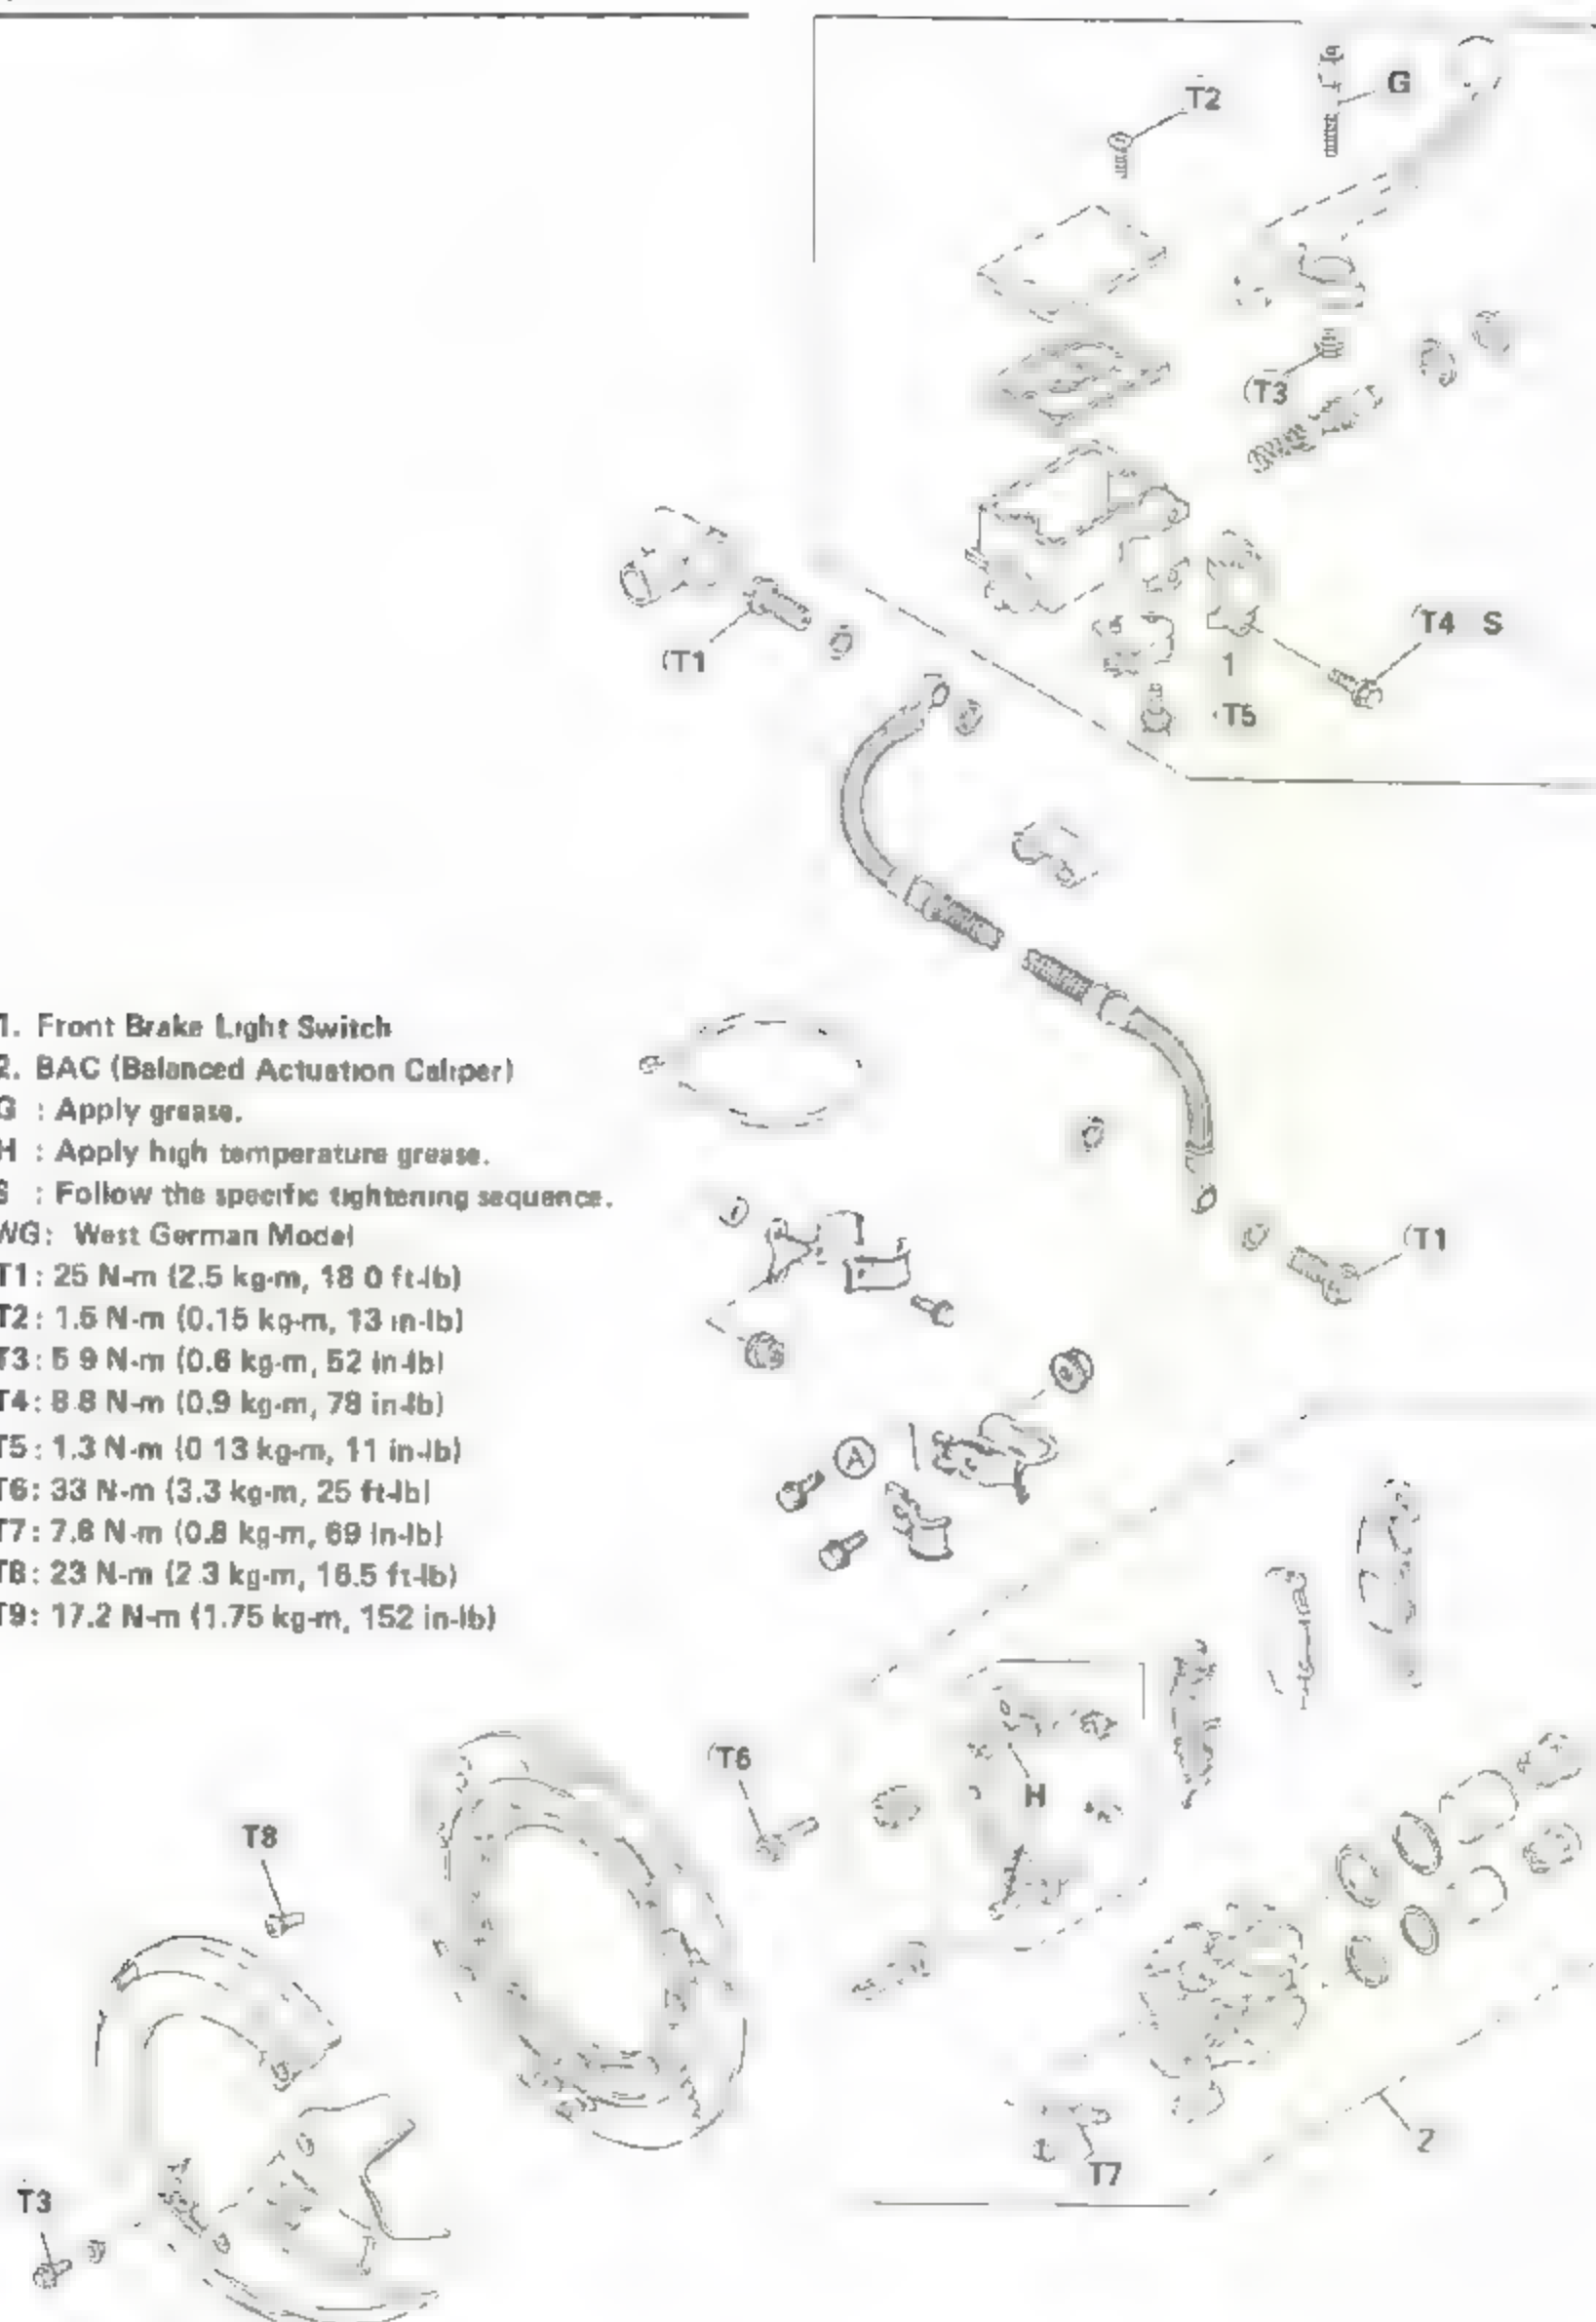 T2
G
(T3
(T1
(T4 S
1
T5
1. Front Brake Light Switch
2. BAC (Balanced Actuation Caliper)
G : Apply grease.
H : Apply high temperature grease.
S : Follow the specific tightening sequence.
WG: West German Model
T1: 25 N-m (2.5 kg-m, 18 0 ft-lb)
T2: 1.5 N-m (0.15 kg-m, 13 in-lb)
T3: 5 9 N-m (0.6 kg-m, 52 in-lb)
T4: 8.8 N-m (0.9 kg-m, 78 in-lb)
T5: 1.3 N-m (0 13 kg-m, 11 in-lb)
T6: 33 N-m (3.3 kg-m, 25 ft-lb)
T7: 7.8 N-m (0.8 kg-m, 69 in-lb)
T8: 23 N-m (2 3 kg-m, 16.5 ft-lb)
T9: 17.2 N-m (1.75 kg-m, 152 in-lb)
(T1
A
(T6
H
T8
2
T7
T3